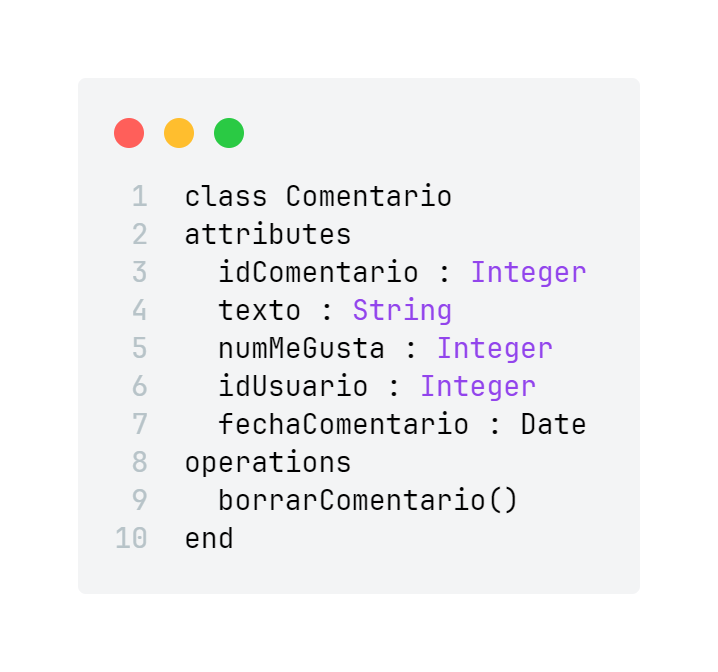 1 class Comentario
2 attributes
3   idComentario : Integer
4   texto : String
5   numMeGusta : Integer
6   idUsuario : Integer
7   fechaComentario : Date
8 operations
9   borrarComentario()
10 end